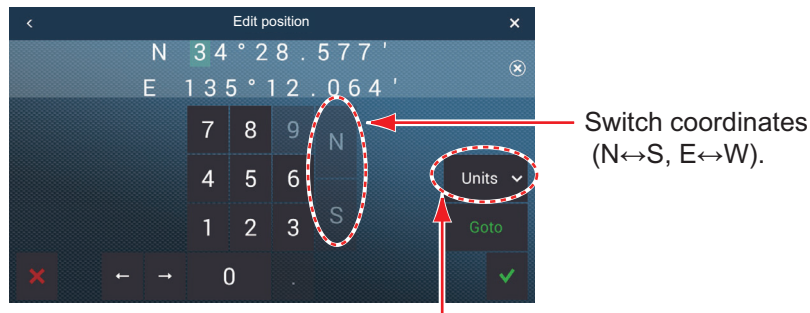 Edit position
N 34°28.577'
E 135°12.064'
7 8 9 N
Switch coordinates
(N↔S, E↔W).
4 5 6
Units
1 2 3 S
Goto
← → 0 .